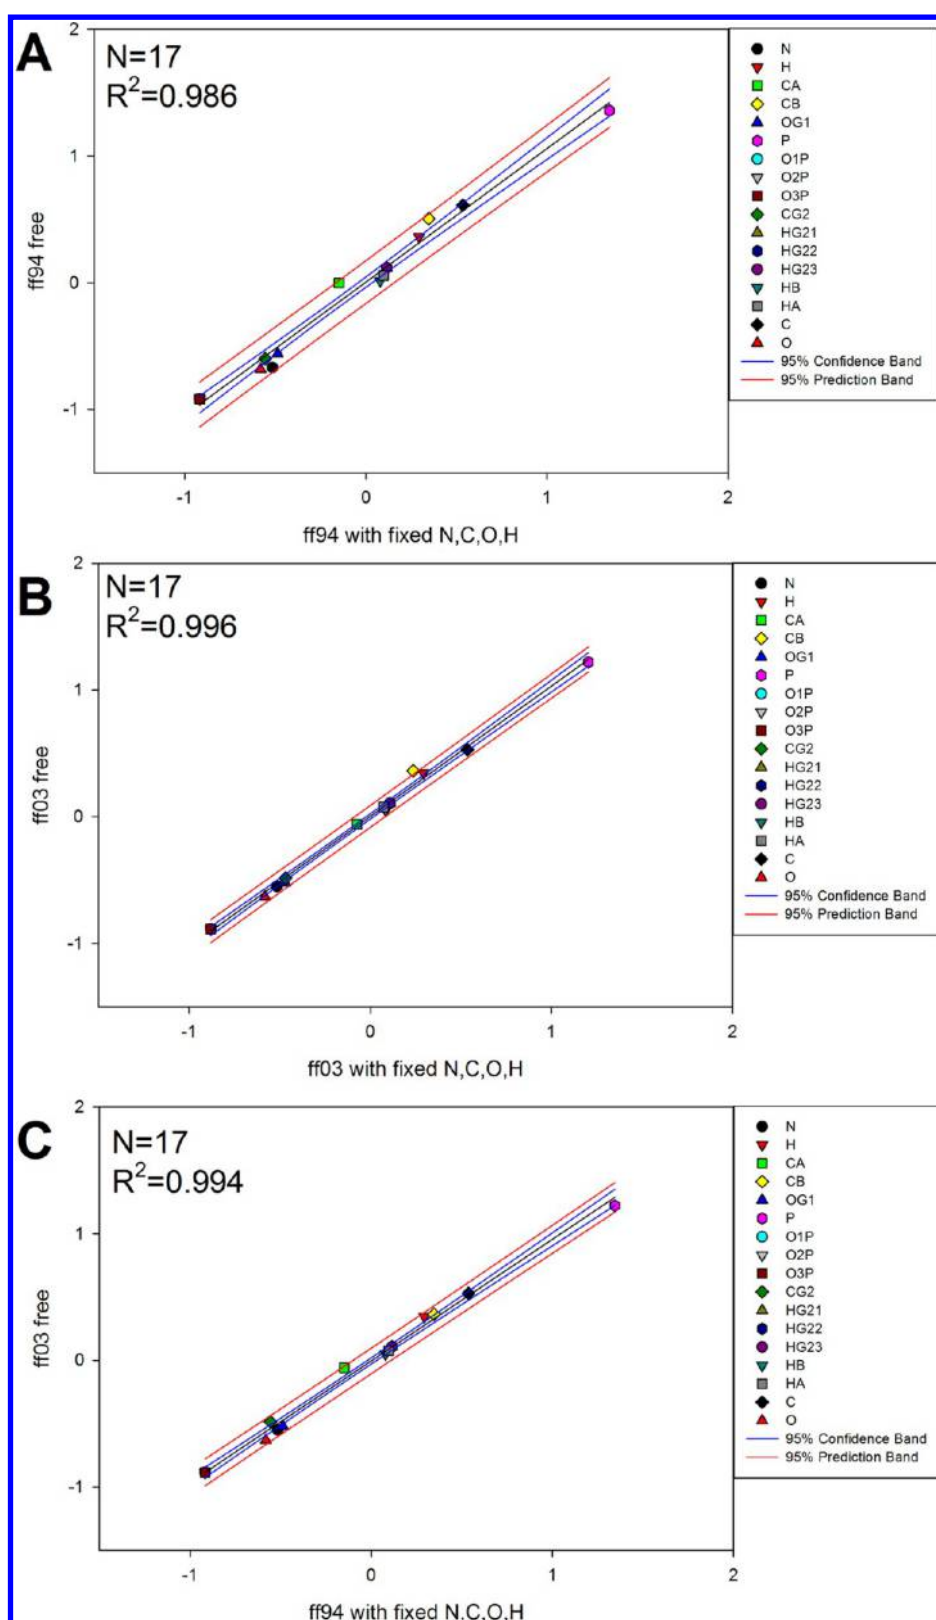 A
N=17
R²=0.986
2
1
0
-1
ff94 free
-1 0 1 2
ff94 with fixed N,C,O,H
N
H
CA
CB
OG1
P
O1P
O2P
O3P
CG2
HG21
HG22
HG23
HB
HA
C
O
95% Confidence Band
95% Prediction Band
B
N=17
R²=0.996
2
1
0
-1
ff03 free
-1 0 1 2
ff03 with fixed N,C,O,H
N
H
CA
CB
OG1
P
O1P
O2P
O3P
CG2
HG21
HG22
HG23
HB
HA
C
O
95% Confidence Band
95% Prediction Band
C
N=17
R²=0.994
2
1
0
-1
ff03 free
-1 0 1 2
ff94 with fixed N,C,O,H
N
H
CA
CB
OG1
P
O1P
O2P
O3P
CG2
HG21
HG22
HG23
HB
HA
C
O
95% Confidence Band
95% Prediction Band